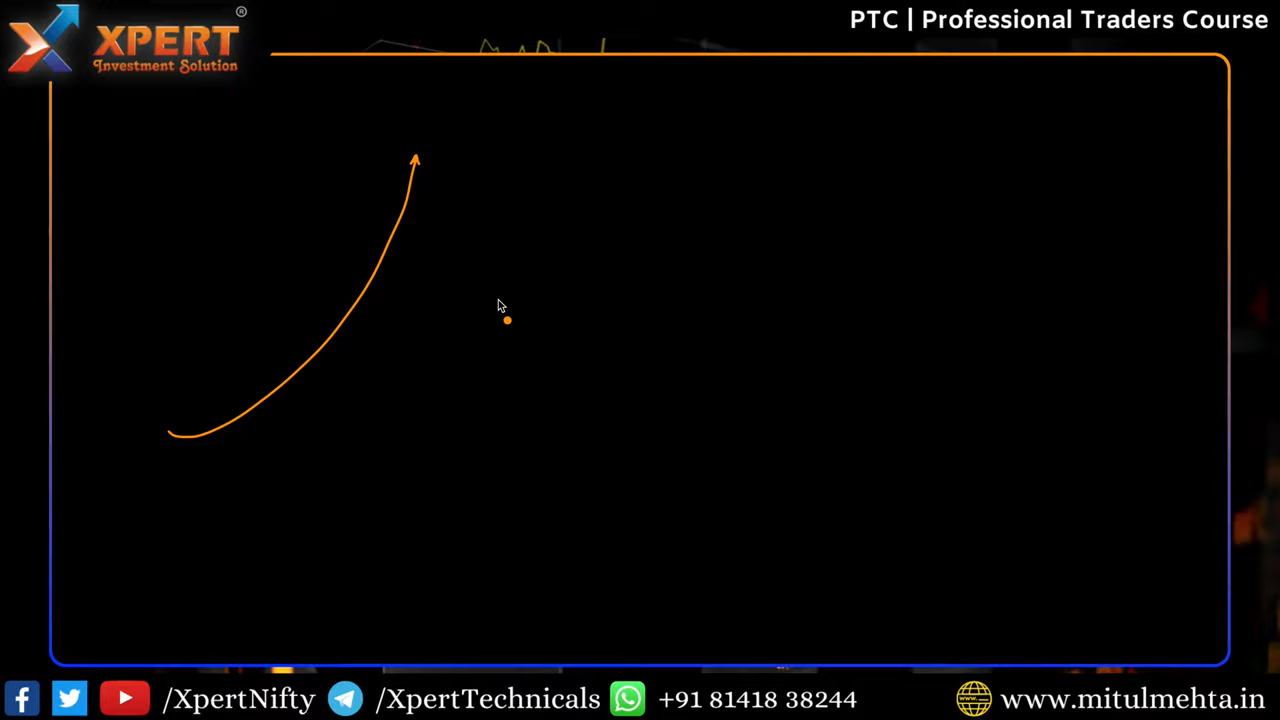 PTC | Professional Traders Course
XPERT ®
Investment Solution
/XpertNifty /XpertTechnicals +91 81418 38244 www.mitulmehta.in